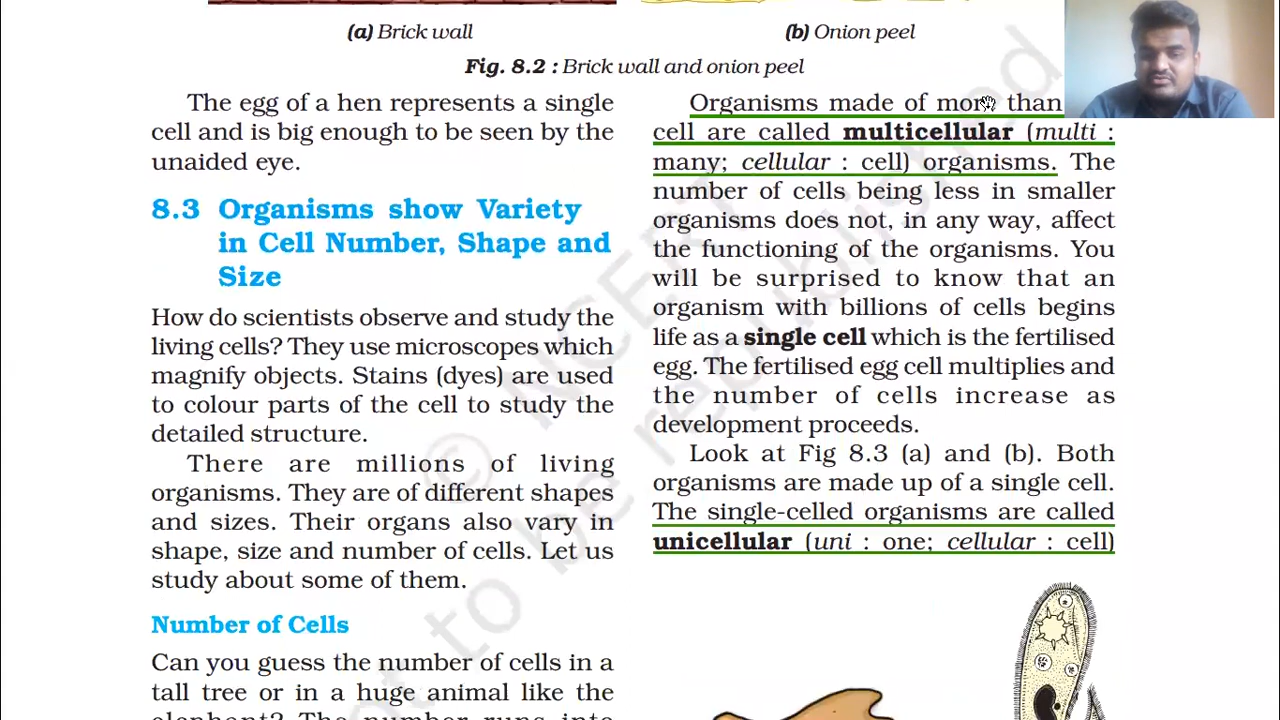 (a) Brick wall
(b) Onion peel
Fig. 8.2 : Brick wall and onion peel
The egg of a hen represents a single
cell and is big enough to be seen by the
unaided eye.
8.3 Organisms show Variety
in Cell Number, Shape and
Size
How do scientists observe and study the
living cells? They use microscopes which
magnify objects. Stains (dyes) are used
to colour parts of the cell to study the
detailed structure.
There are millions of living
organisms. They are of different shapes
and sizes. Their organs also vary in
shape, size and number of cells. Let us
study about some of them.
Number of Cells
Can you guess the number of cells in a
tall tree or in a huge animal like the
elephant? The number runs into
Organisms made of more than
cell are called multicellular (multi :
many; cellular : cell) organisms. The
number of cells being less in smaller
organisms does not, in any way, affect
the functioning of the organisms. You
will be surprised to know that an
organism with billions of cells begins
life as a single cell which is the fertilised
egg. The fertilised egg cell multiplies and
the number of cells increase as
development proceeds.
Look at Fig 8.3 (a) and (b). Both
organisms are made up of a single cell.
The single-celled organisms are called
unicellular (uni : one; cellular : cell)
© NCERT
not to be republished